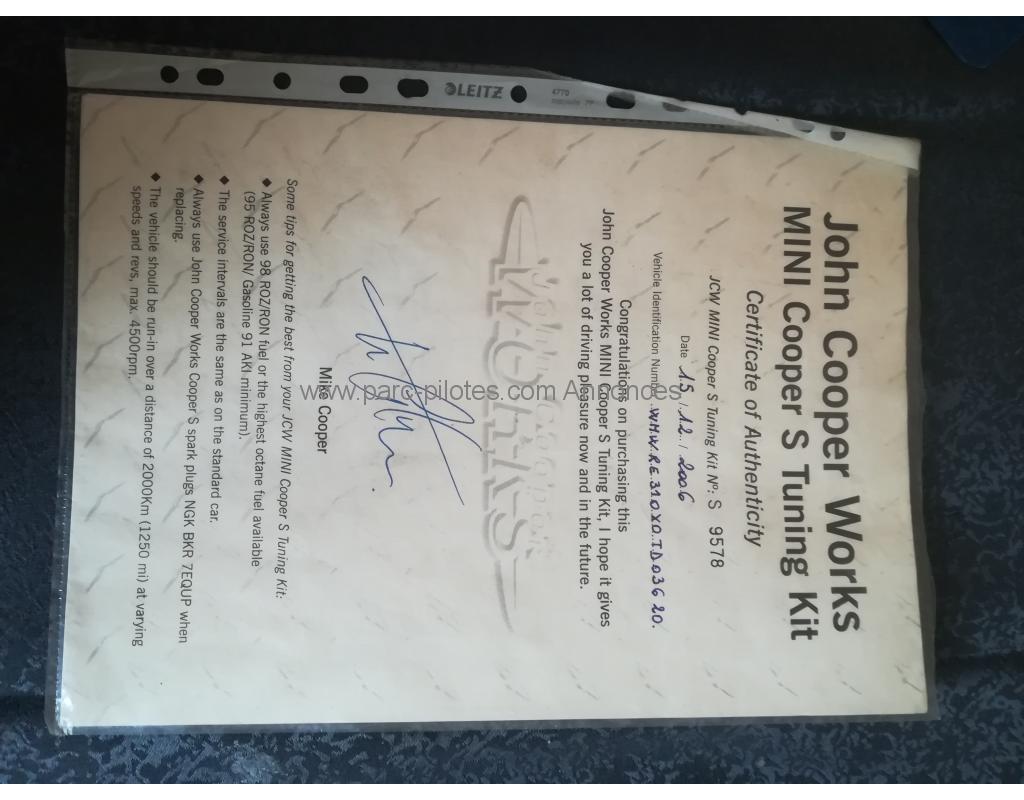 LEITZ
4770
John Cooper Works
MINI Cooper S Tuning Kit
Certificate of Authenticity
JCW MINI Cooper S Tuning Kit Nº: S 9578
Date 15.12.2006
Vehicle Identification Number WMWRE310X0TD03620.
Congratulations on purchasing this
John Cooper Works MINI Cooper S Tuning Kit, I hope it gives
you a lot of driving pleasure now and in the future.
John Cooper
WORKS
Mike Cooper
Some tips for getting the best from your JCW MINI Cooper S Tuning Kit:
◆ Always use 98 ROZ/RON fuel or the highest octane fuel available
(95 ROZ/RON/ Gasoline 91 AKI minimum).
◆ The service intervals are the same as on the standard car.
◆ Always use John Cooper Works Cooper S spark plugs NGK BKR 7EQUP when
replacing.
◆ The vehicle should be run-in over a distance of 2000Km (1250 mi) at varying
speeds and revs, max. 4500rpm.
www.parc-pilotes.com Annonces